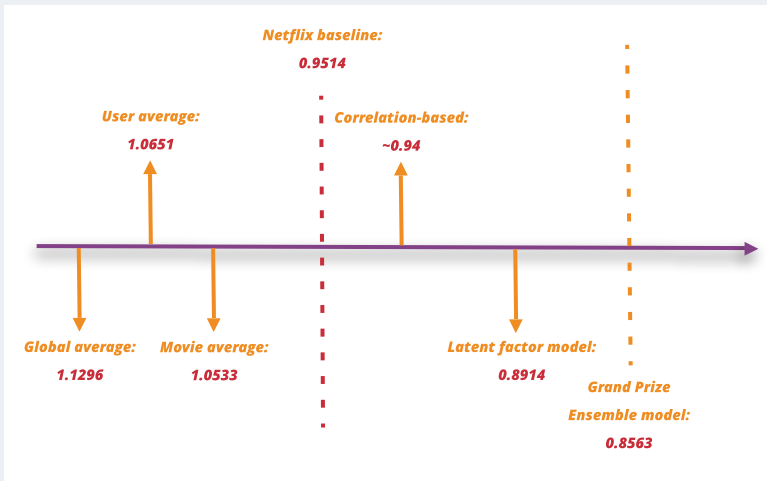 Netflix baseline:
0.9514
User average:
1.0651
Correlation-based:
~0.94
Global average:
1.1296
Movie average:
1.0533
Latent factor model:
0.8914
Grand Prize
Ensemble model:
0.8563